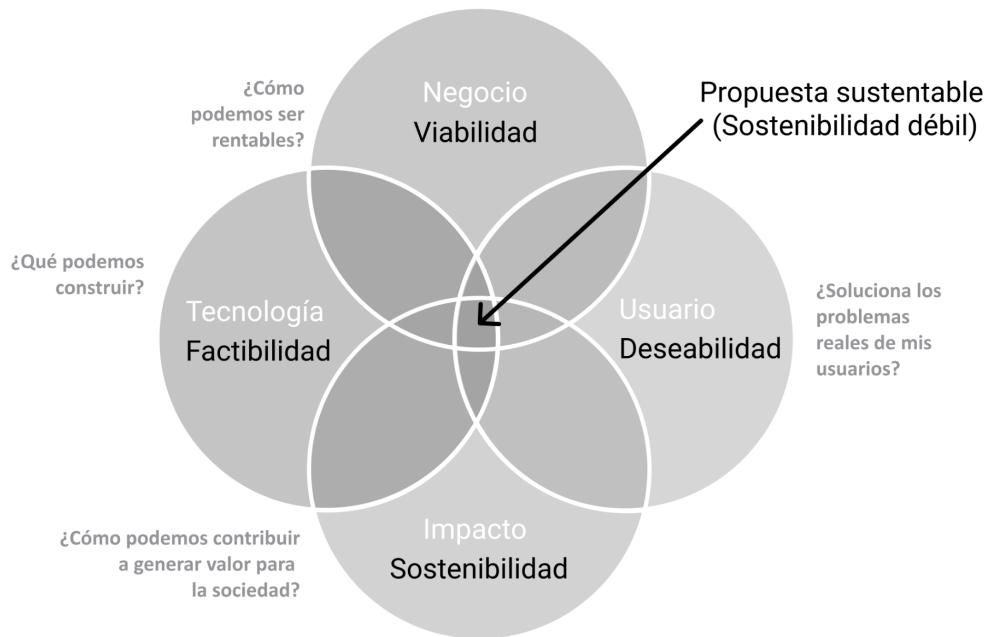 ¿Cómo
podemos ser
rentables?
Negocio
Viabilidad
Propuesta sustentable
(Sostenibilidad débil)
¿Qué podemos
construir?
Tecnología
Factibilidad
Usuario
Deseabilidad
¿Soluciona los
problemas
reales de mis
usuarios?
¿Cómo podemos contribuir
a generar valor para
la sociedad?
Impacto
Sostenibilidad